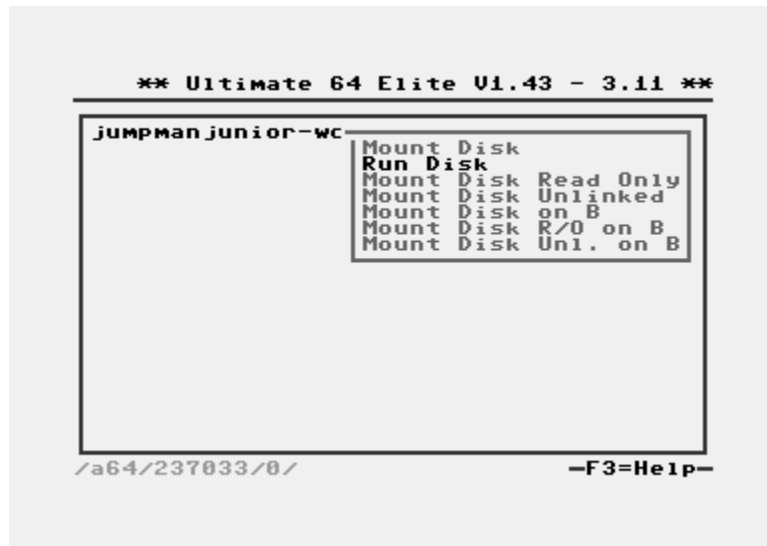 ** Ultimate 64 Elite V1.43 - 3.11 **
jumpmanjunior-wc
Mount Disk
Run Disk
Mount Disk Read Only
Mount Disk Unlinked
Mount Disk on B
Mount Disk R/O on B
Mount Disk Unl. on B
/a64/237033/0/
-F3=Help-